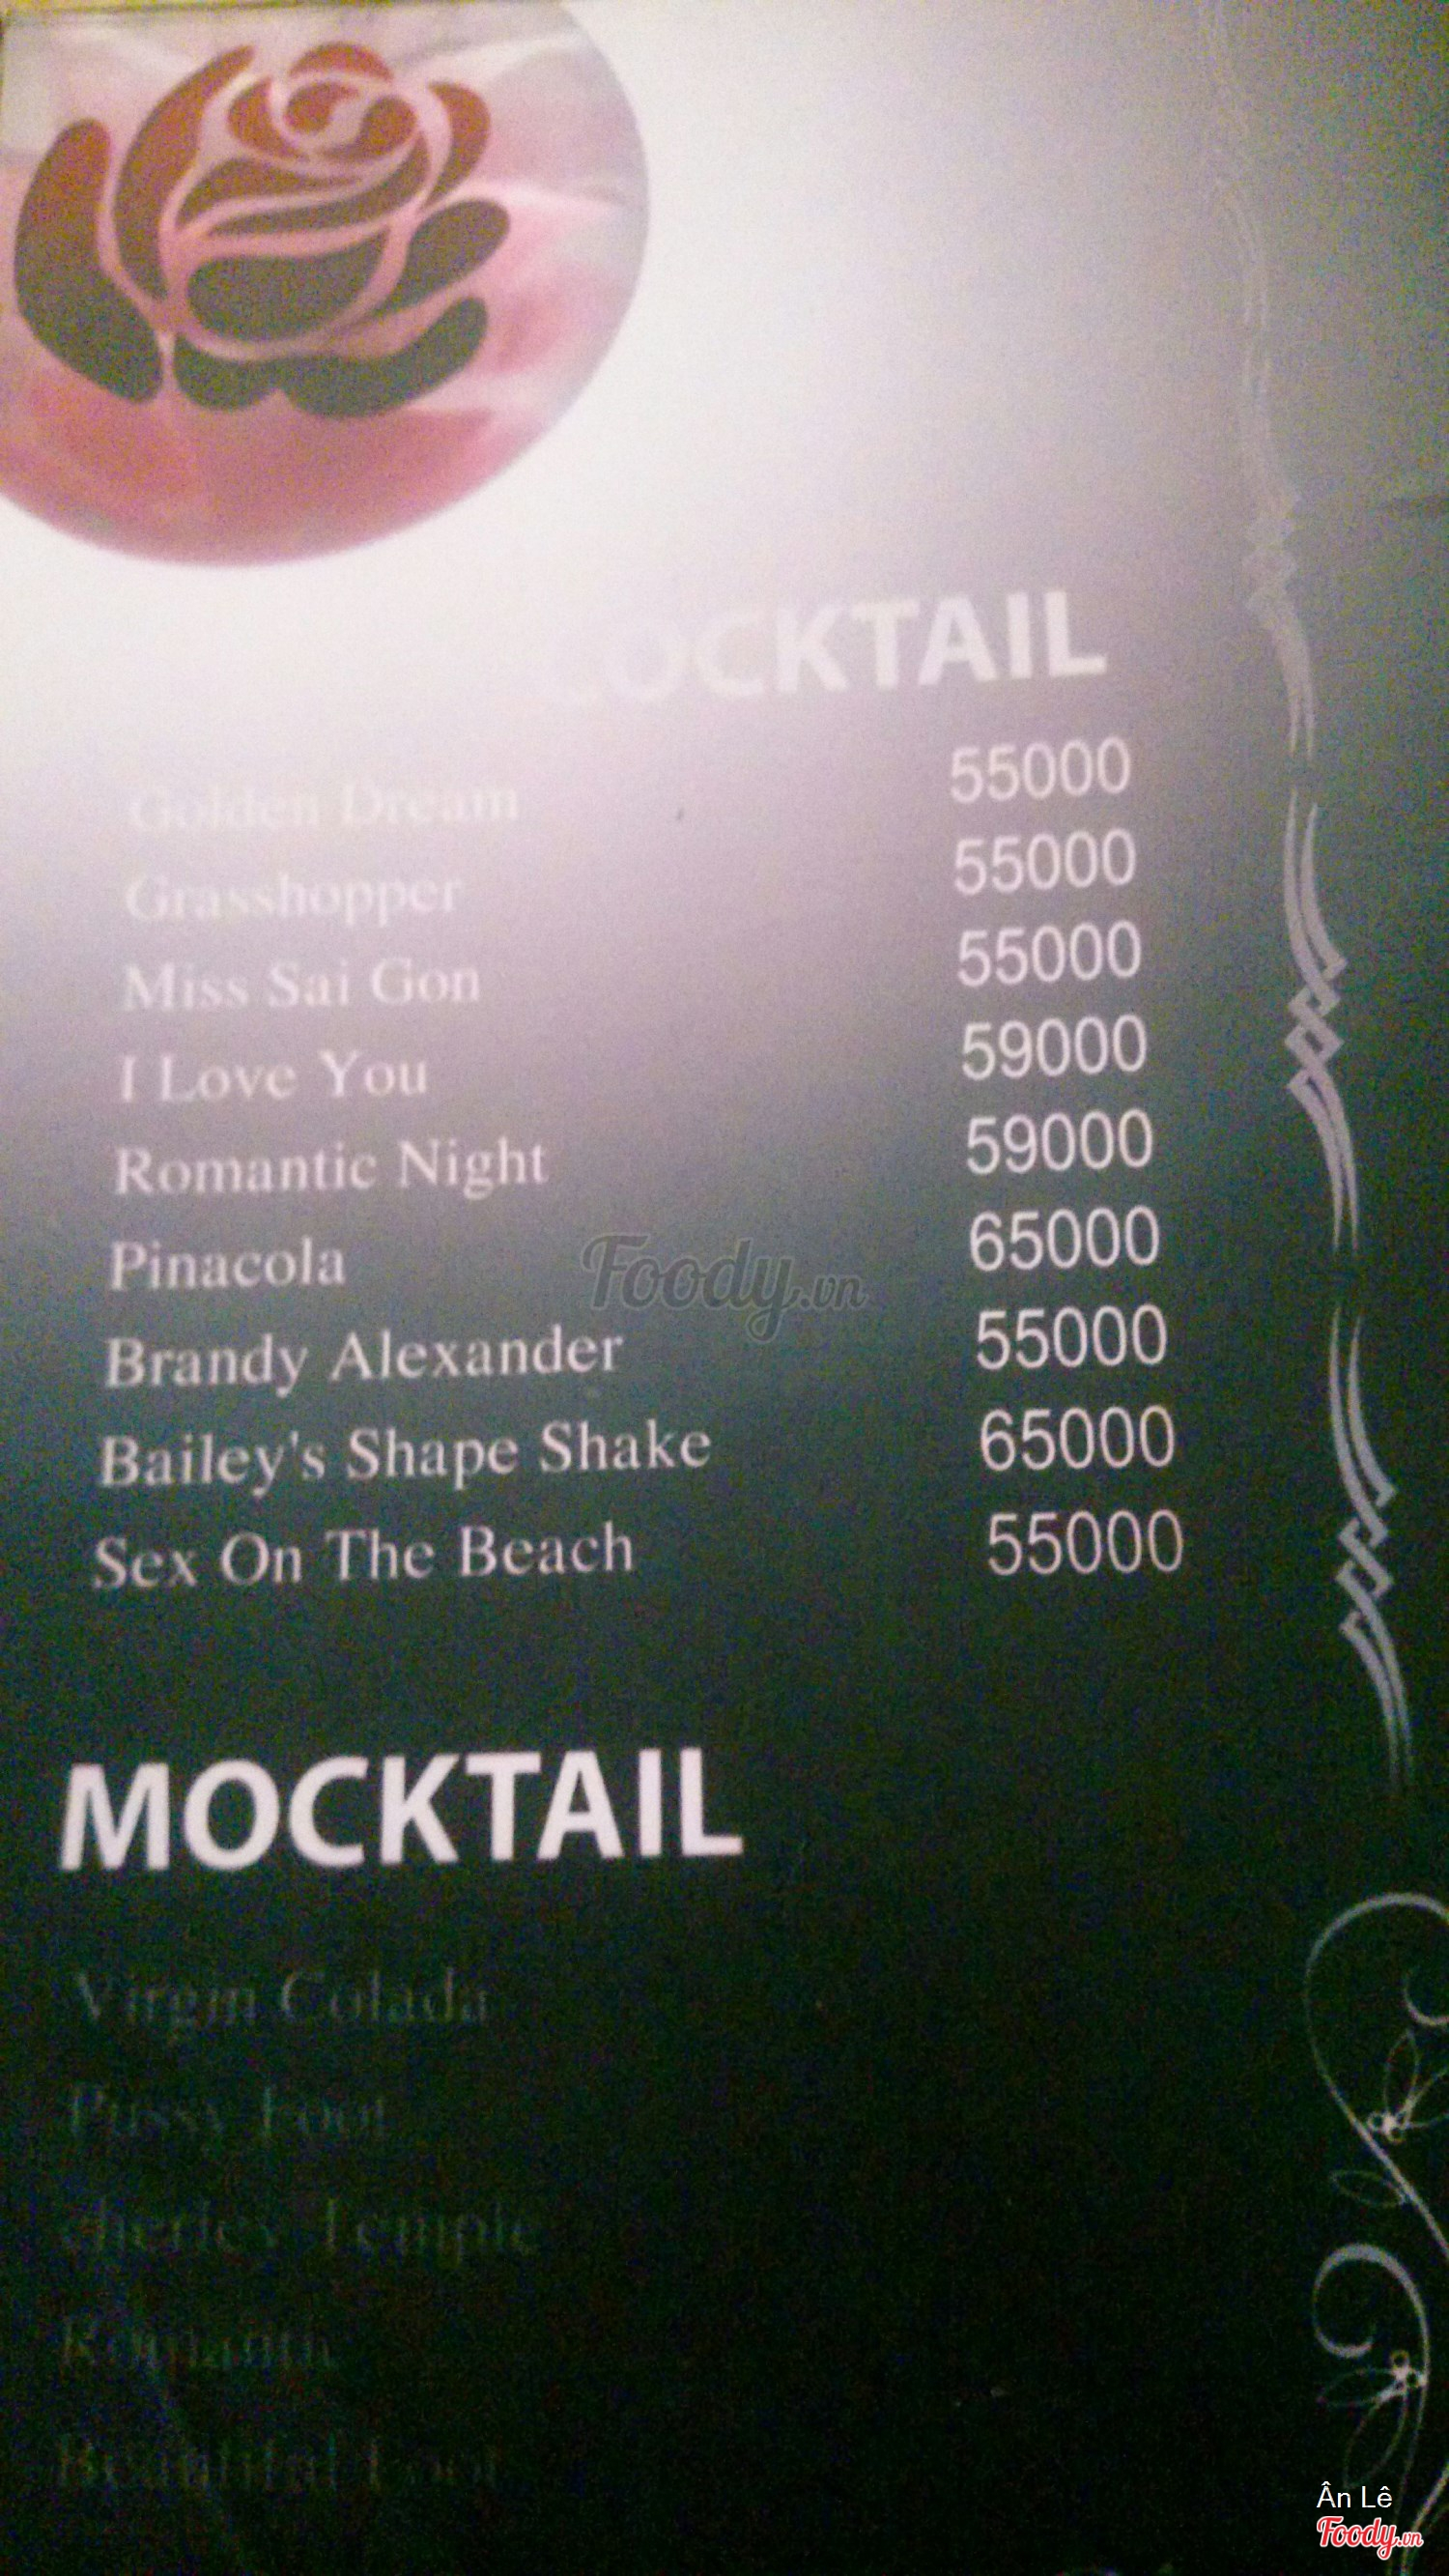 COCKTAIL
Golden Dream 55000
Grasshopper 55000
Miss Sai Gon 55000
I Love You 59000
Romantic Night 59000
Pinacola 65000
Brandy Alexander 55000
Bailey's Shape Shake 65000
Sex On The Beach 55000
Foody.vn
MOCKTAIL
Virgin Colada
Pussy Foot
Temple
Romantic
Beautiful
Ân Lê
Foody.vn